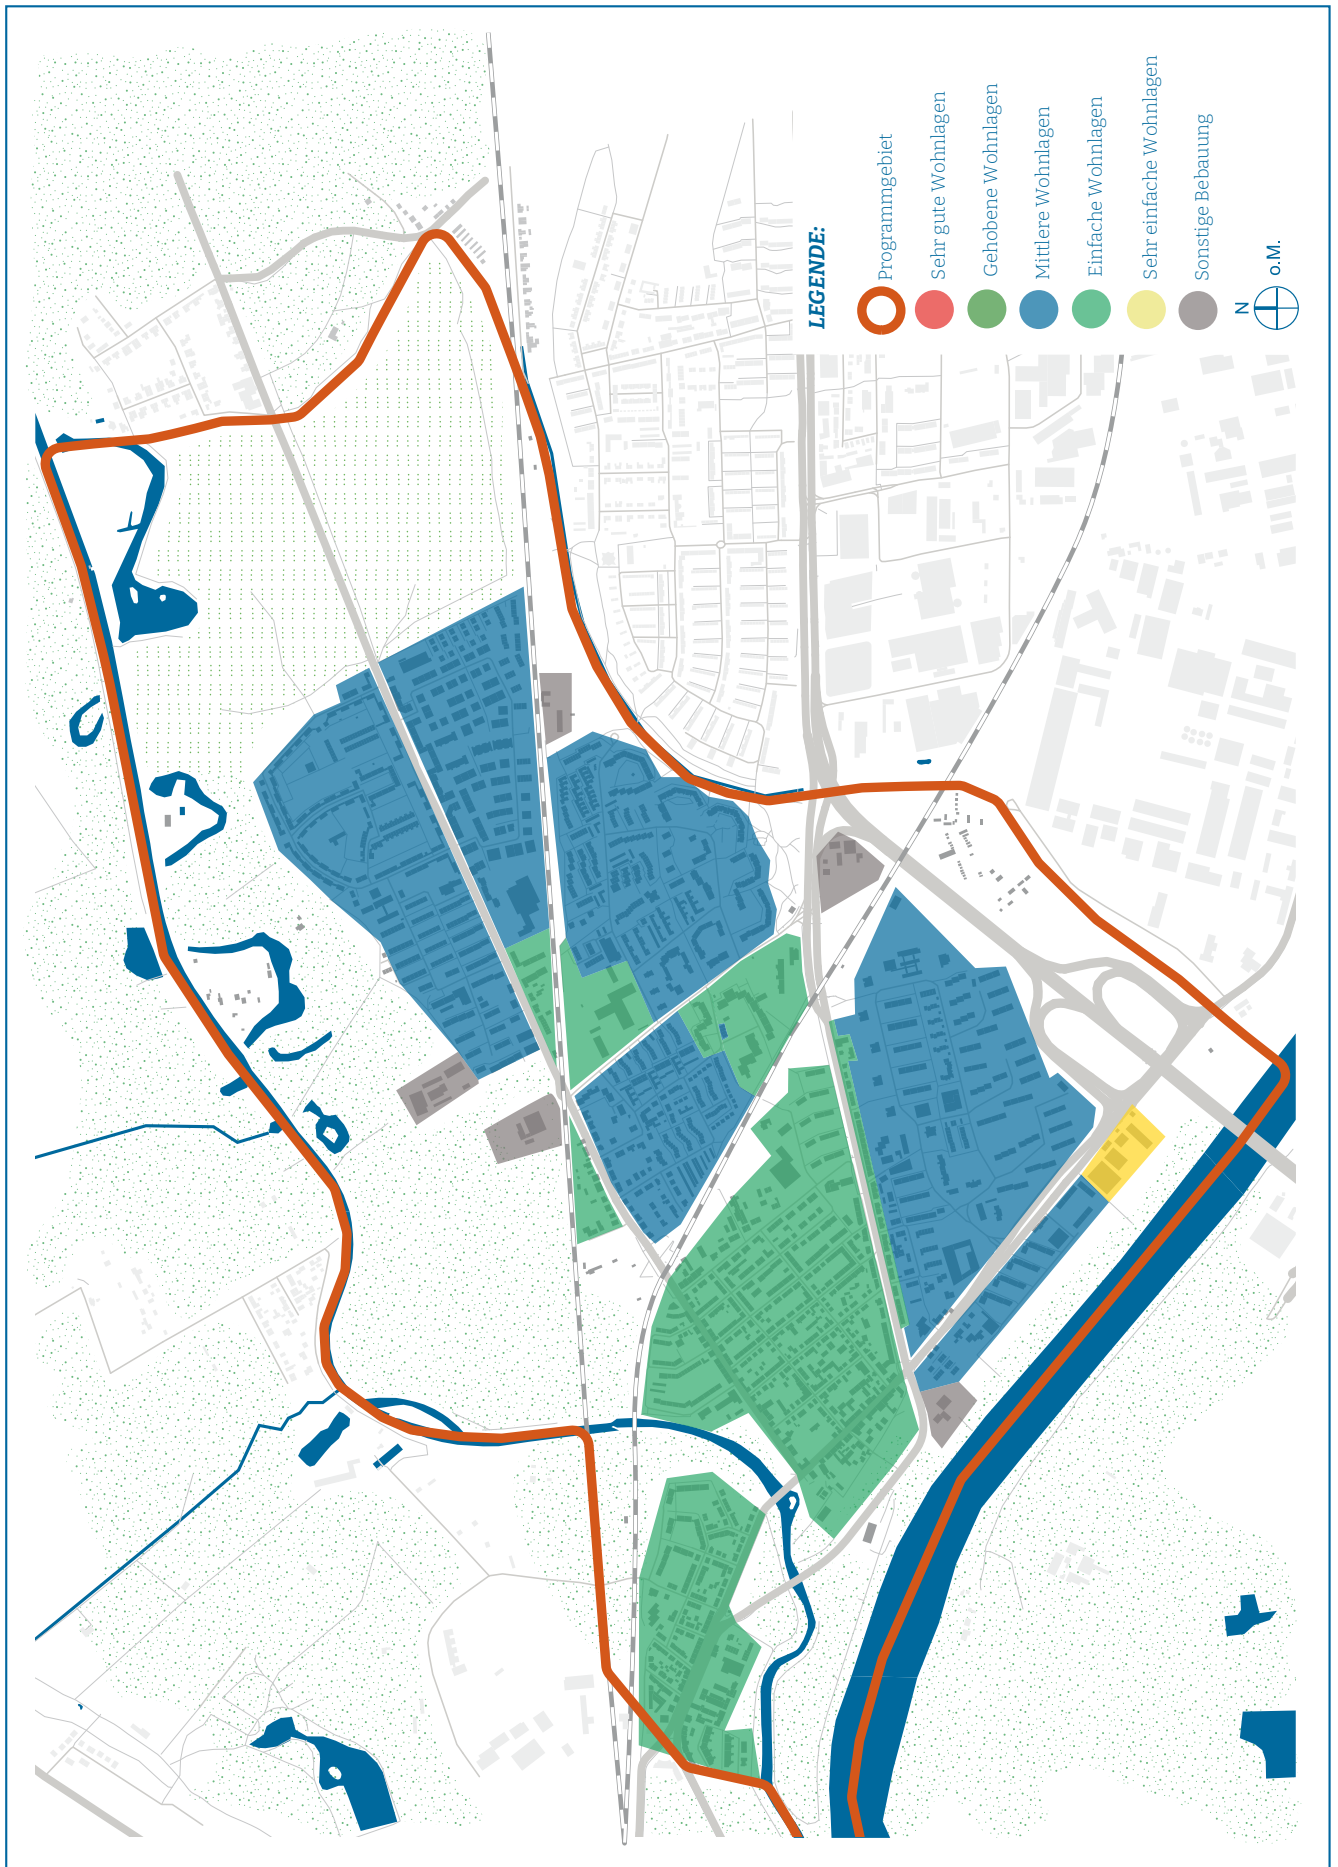 LEGENDE:
Programmgebiet
Sehr gute Wohnlagen
Gehobene Wohnlagen
Mittlere Wohnlagen
Einfache Wohnlagen
Sehr einfache Wohnlagen
Sonstige Bebauung
N
o.M.